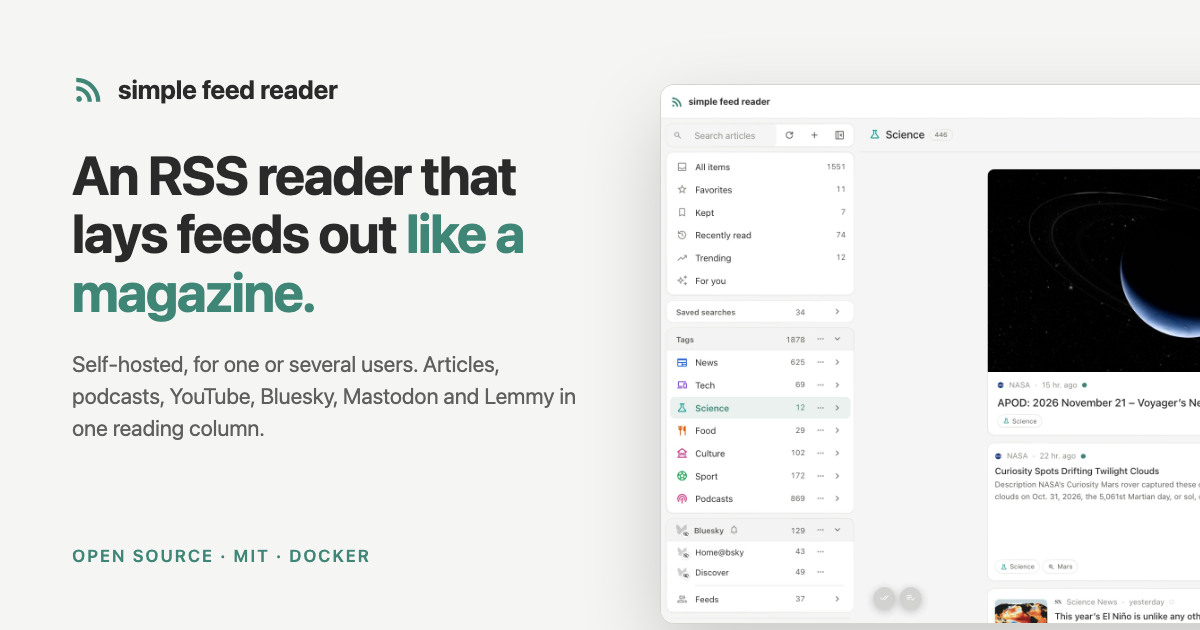 simple feed reader
An RSS reader that
lays feeds out like a
magazine.
Self-hosted, for one or several users. Articles,
podcasts, YouTube, Bluesky, Mastodon and Lemmy in
one reading column.
OPEN SOURCE · MIT · DOCKER
simple feed reader
Search articles
All items 1551
Favorites 11
Kept 7
Recently read 74
Trending 12
For you
Saved searches 34
Tags 1878
News 625
Tech 69
Science 12
Food 29
Culture 102
Sport 172
Podcasts 869
Bluesky 129
Home@bsky 43
Discover 49
Feeds 37
Science 446
NASA · 15 hr. ago
APOD: 2026 November 21 – Voyager's Ne
Science
NASA · 22 hr. ago
Curiosity Spots Drifting Twilight Clouds
Description NASA's Curiosity Mars rover captured these
clouds on Oct. 31, 2026, the 5,061st Martian day, or sol,
Science Mars
Science News · yesterday
This year's El Niño is unlike any oth